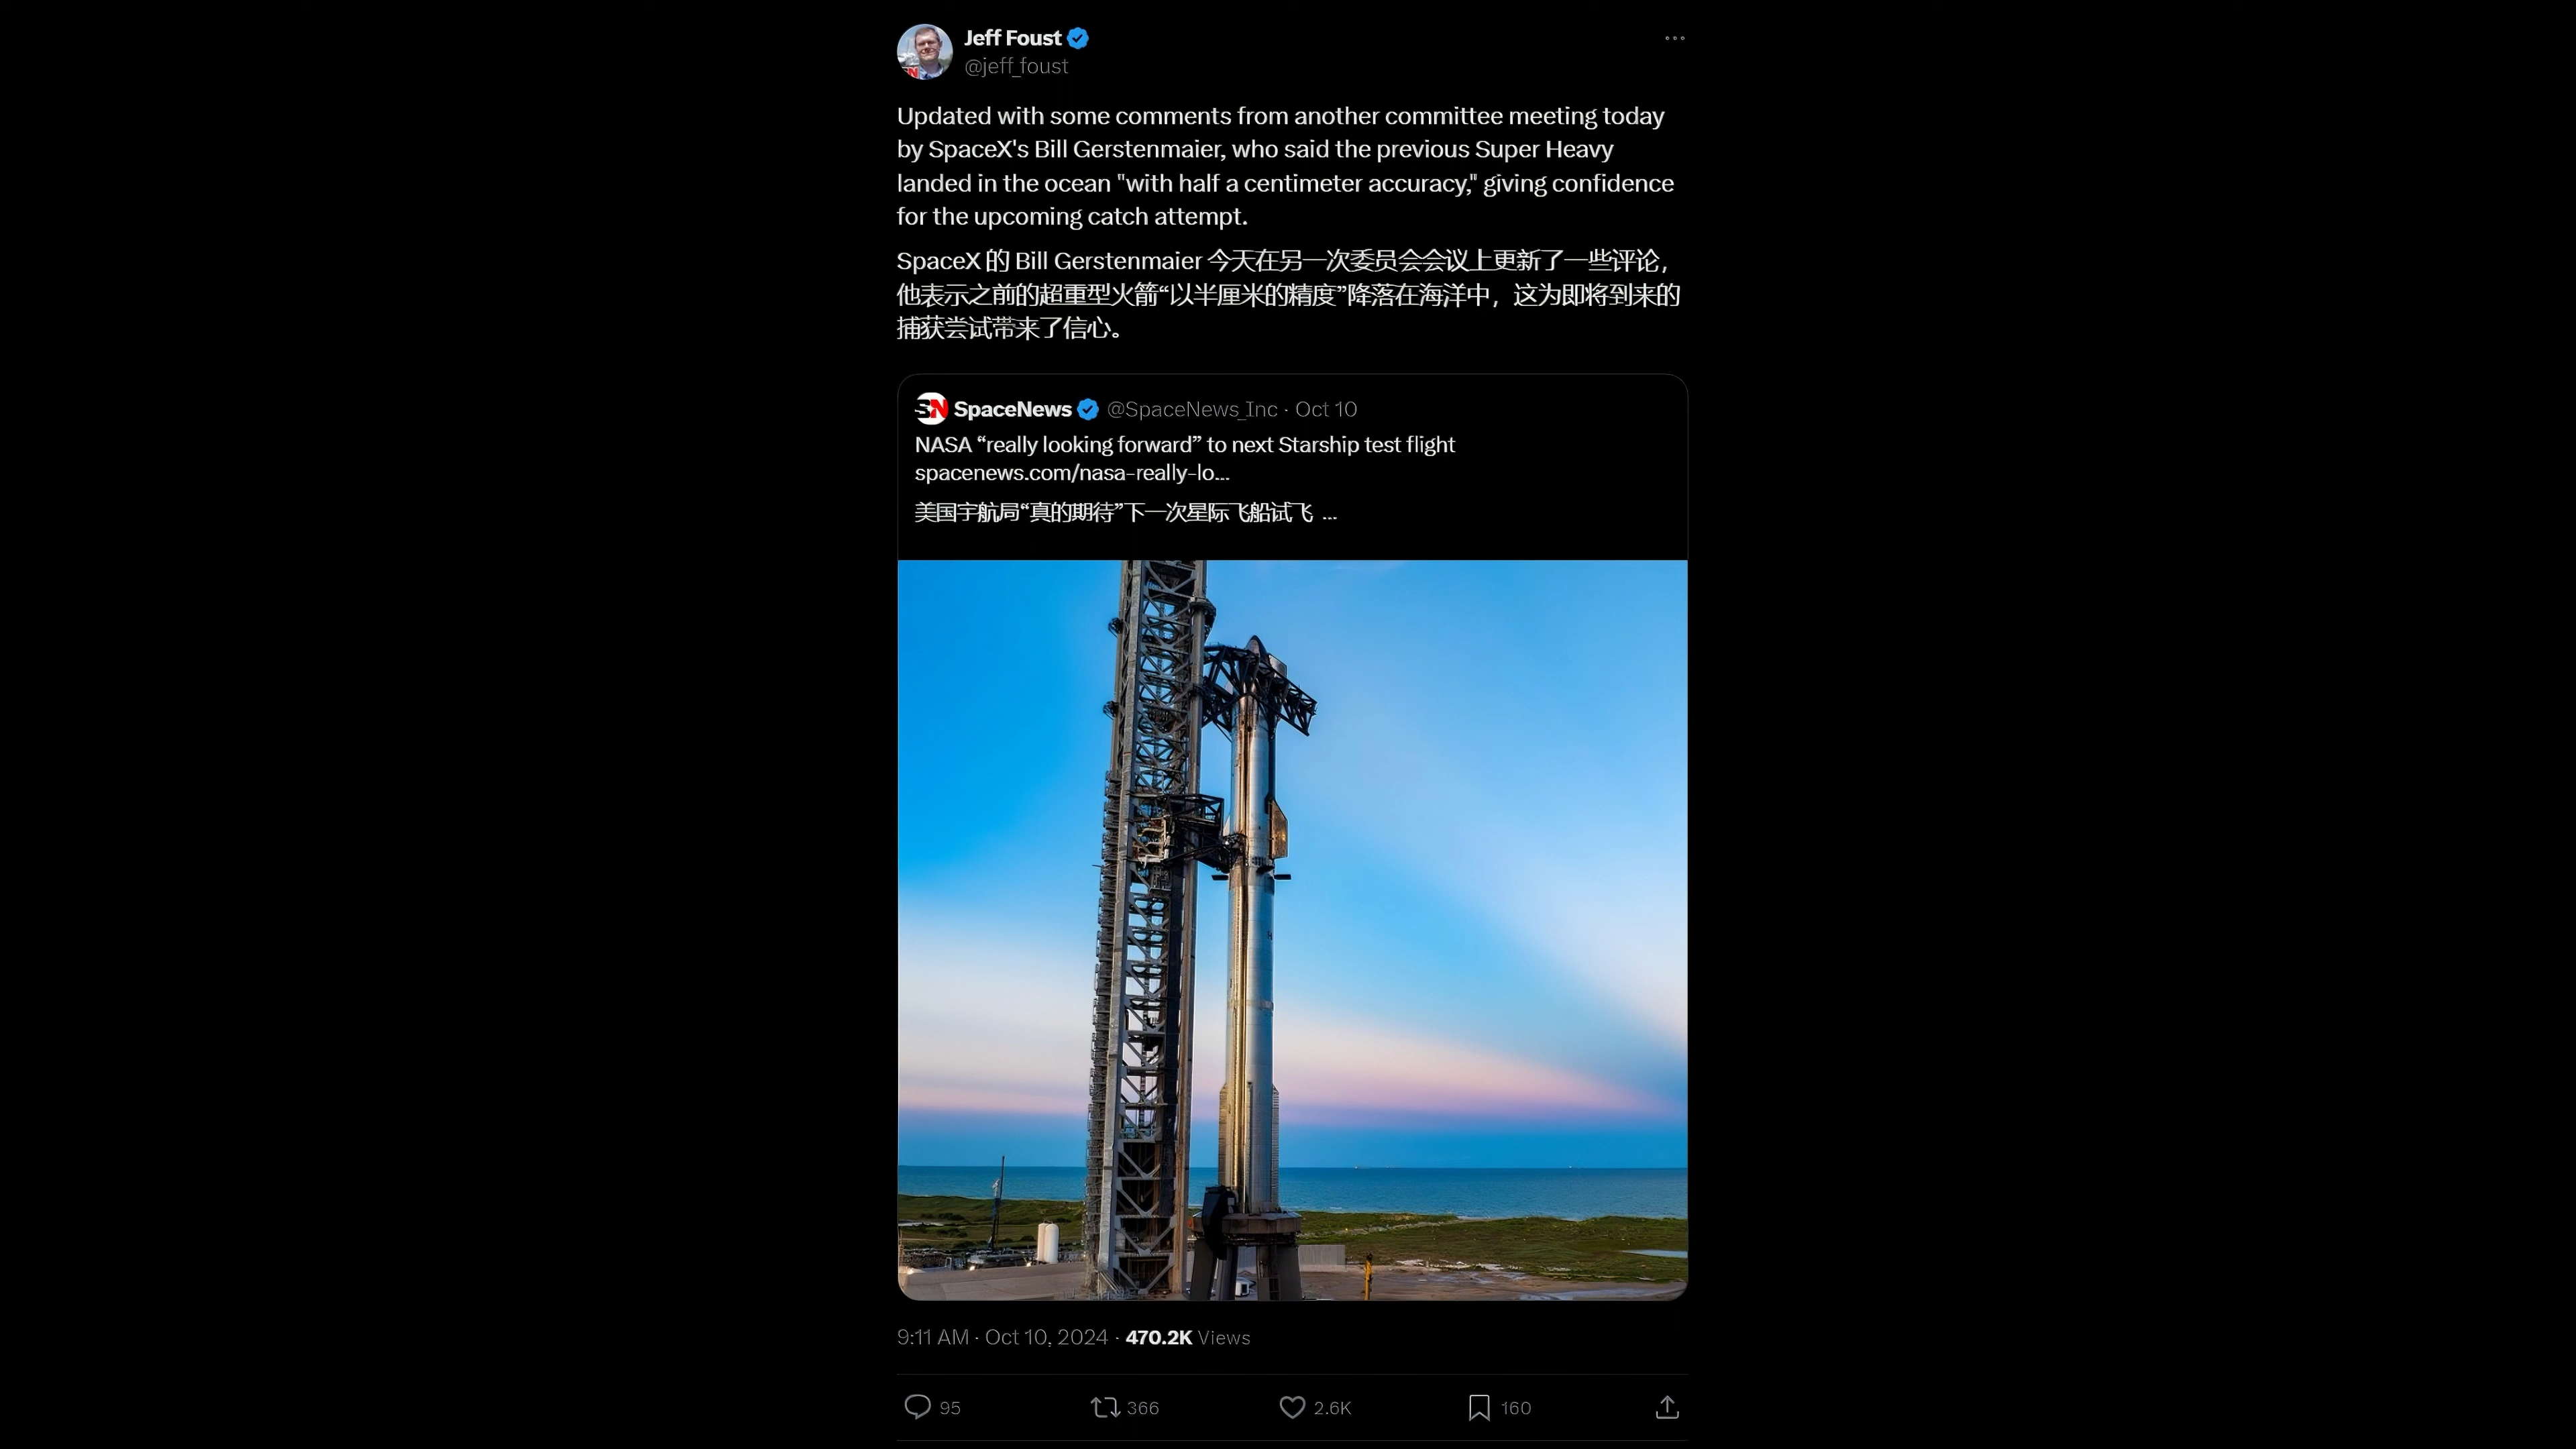 Jeff Foust
@jeff_foust
Updated with some comments from another committee meeting today
by SpaceX's Bill Gerstenmaier, who said the previous Super Heavy
landed in the ocean "with half a centimeter accuracy," giving confidence
for the upcoming catch attempt.
SpaceX 的 Bill Gerstenmaier 今天在另一次委员会会议上更新了一些评论，
他表示之前的超重型火箭“以半厘米的精度”降落在海洋中，这为即将到来的
捕获尝试带来了信心。
SN SpaceNews @SpaceNews_Inc · Oct 10
NASA “really looking forward” to next Starship test flight
spacenews.com/nasa-really-lo...
美国宇航局“真的期待”下一次星际飞船试飞 ...
9:11 AM · Oct 10, 2024 · 470.2K Views
95 366 2.6K 160